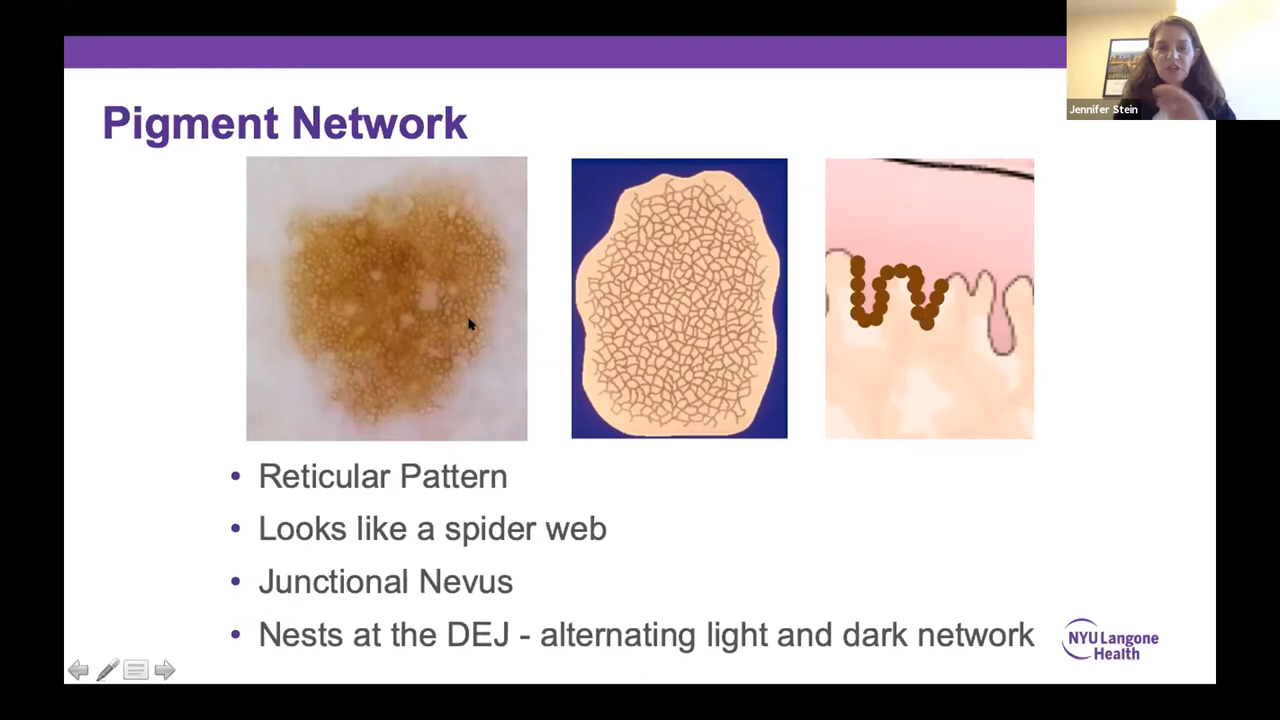 Jennifer Stein
Pigment Network
• Reticular Pattern
• Looks like a spider web
• Junctional Nevus
• Nests at the DEJ - alternating light and dark network
NYU Langone
Health